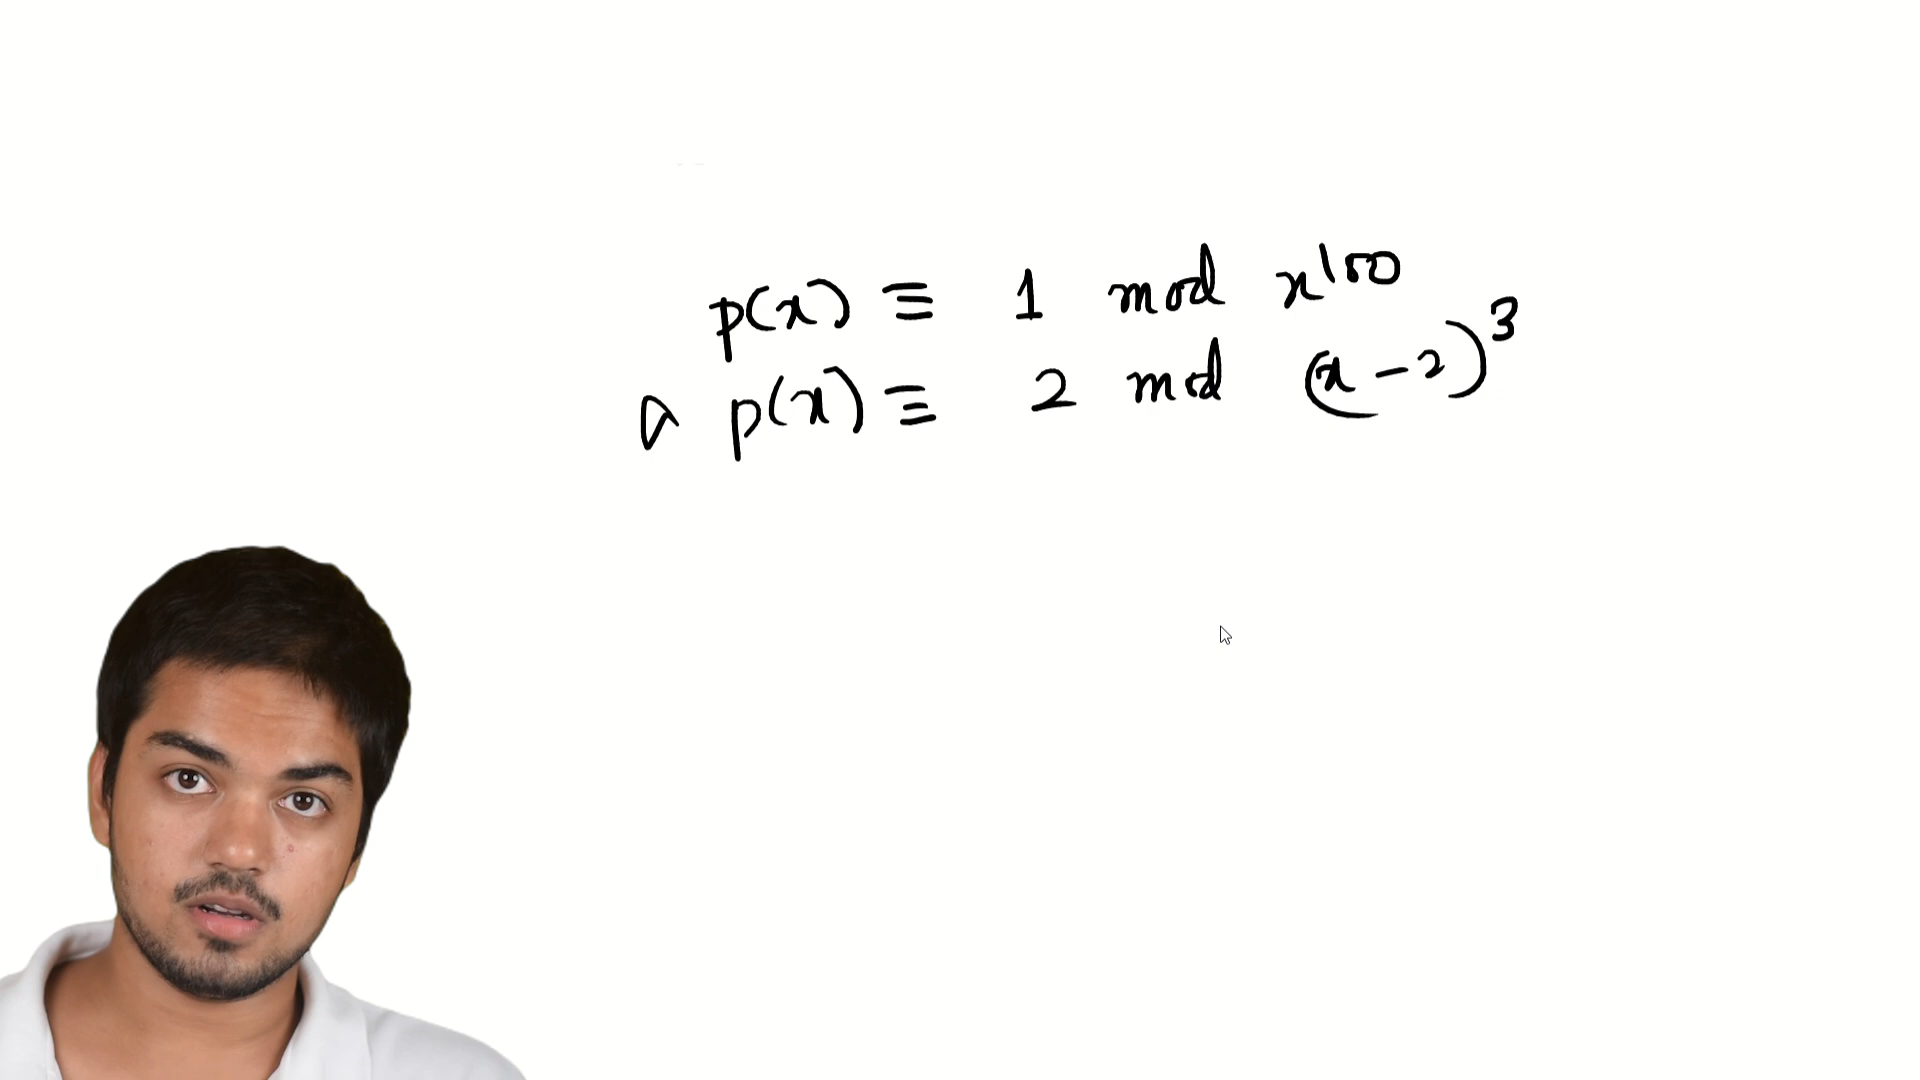 p(x) ≡ 1 mod x^100
a p(x) ≡ 2 mod (x-2)^3